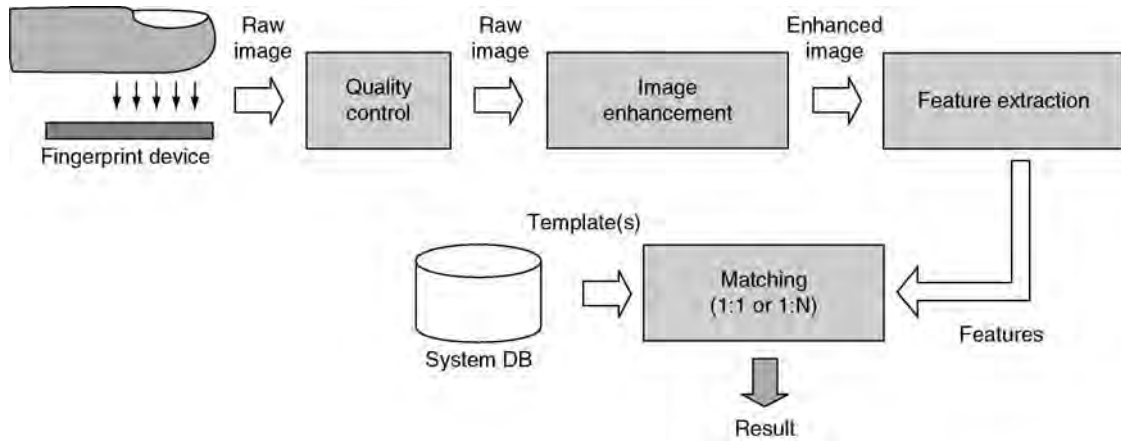 Raw
image
Raw
image
Enhanced
image
Quality
control
Image
enhancement
Feature extraction
Fingerprint device
Template(s)
Matching
(1:1 or 1:N)
System DB
Features
Result